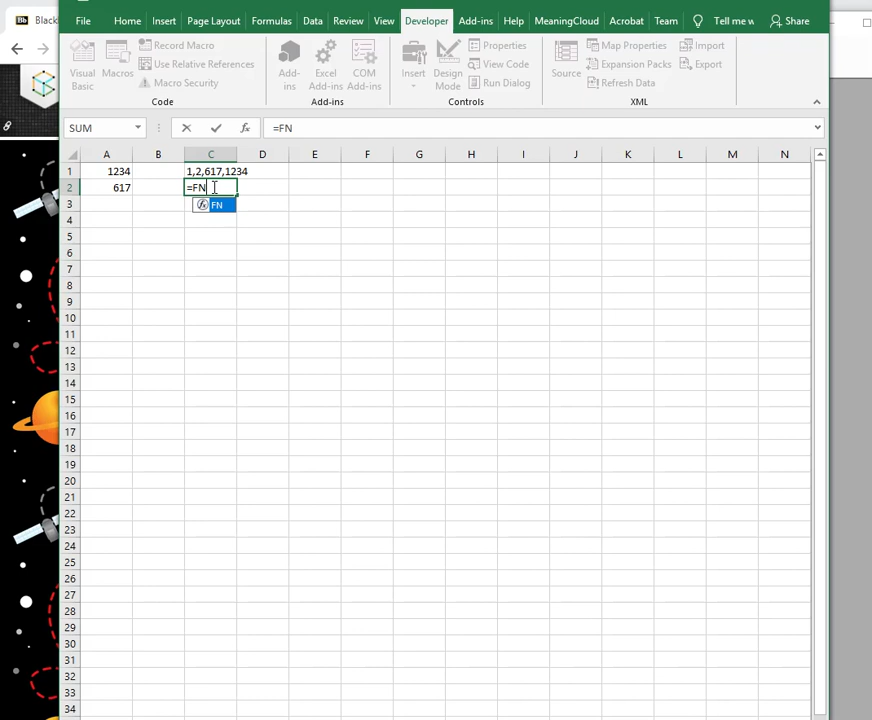 Bb Black
File Home Insert Page Layout Formulas Data Review View Developer Add-ins Help MeaningCloud Acrobat Team Tell me w Share
Visual Basic
Macros
Record Macro
Use Relative References
Macro Security
Code
Add-ins
Excel Add-ins
COM Add-ins
Add-ins
Insert
Design Mode
Properties
View Code
Run Dialog
Controls
Source
Map Properties
Expansion Packs
Refresh Data
Import
Export
XML
SUM fx =FN
A B C D E F G H I J K L M N
1 1234 1,2,617,1234
2 617 =FN
3 fx FN
4
5
6
7
8
9
10
11
12
13
14
15
16
17
18
19
20
21
22
23
24
25
26
27
28
29
30
31
32
33
34